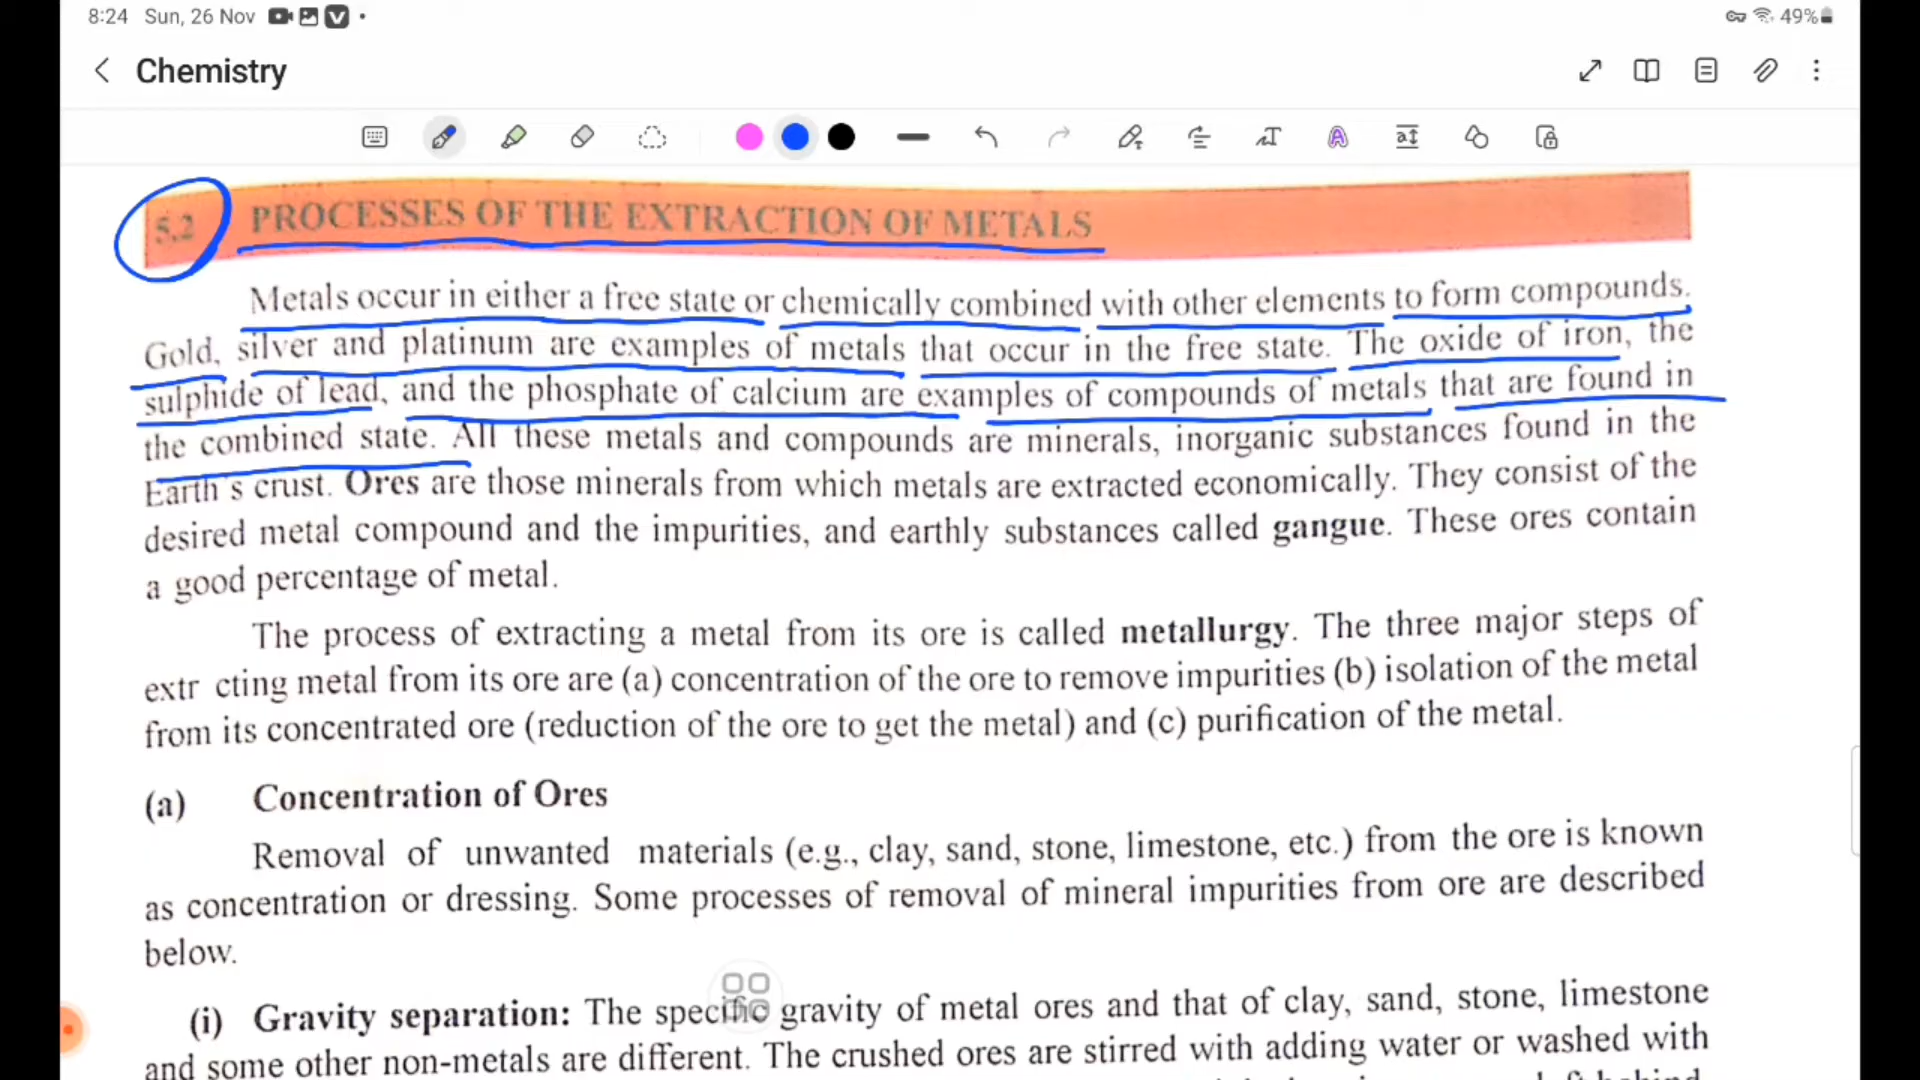 8:24 Sun, 26 Nov
49%
Chemistry
5.2 PROCESSES OF THE EXTRACTION OF METALS
Metals occur in either a free state or chemically combined with other elements to form compounds.
Gold, silver and platinum are examples of metals that occur in the free state. The oxide of iron, the
sulphide of lead, and the phosphate of calcium are examples of compounds of metals that are found in
the combined state. All these metals and compounds are minerals, inorganic substances found in the
Earth's crust. Ores are those minerals from which metals are extracted economically. They consist of the
desired metal compound and the impurities, and earthly substances called gangue. These ores contain
a good percentage of metal.
The process of extracting a metal from its ore is called metallurgy. The three major steps of
extr cting metal from its ore are (a) concentration of the ore to remove impurities (b) isolation of the metal
from its concentrated ore (reduction of the ore to get the metal) and (c) purification of the metal.
(a) Concentration of Ores
Removal of unwanted materials (e.g., clay, sand, stone, limestone, etc.) from the ore is known
as concentration or dressing. Some processes of removal of mineral impurities from ore are described
below.
(i) Gravity separation: The specific gravity of metal ores and that of clay, sand, stone, limestone
and some other non-metals are different. The crushed ores are stirred with adding water or washed with